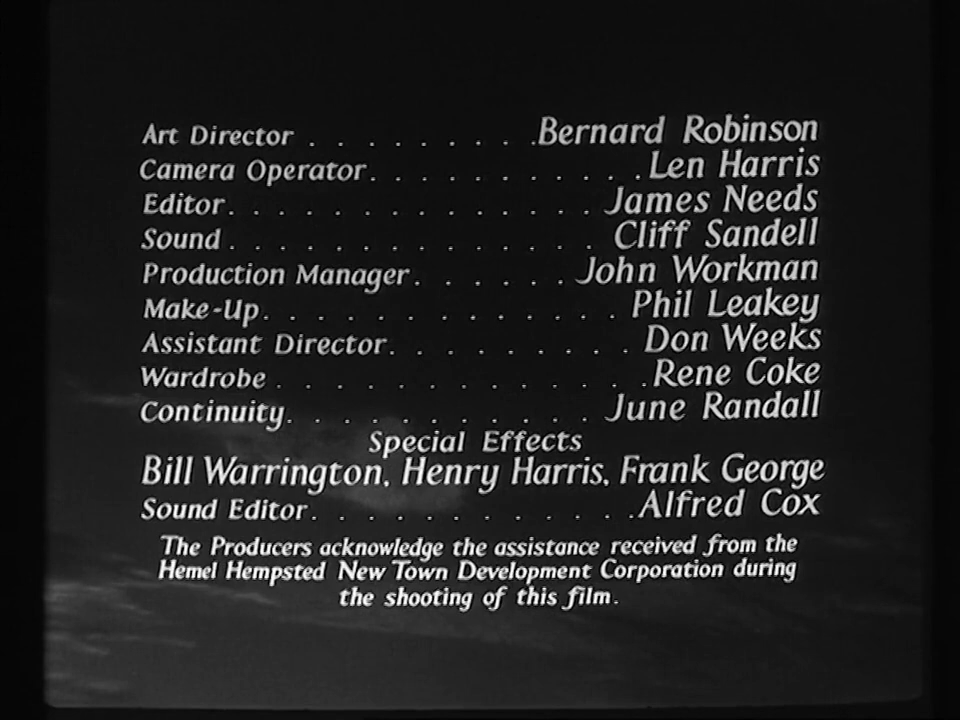 Art Director . . . . . . . . . .Bernard Robinson
Camera Operator. . . . . . . . . . . .Len Harris
Editor. . . . . . . . . . . . . . . James Needs
Sound . . . . . . . . . . . . . . . Cliff Sandell
Production Manager. . . . . . . John Workman
Make-Up. . . . . . . . . . . . . . Phil Leakey
Assistant Director. . . . . . . . . . Don Weeks
Wardrobe . . . . . . . . . . . . . . .Rene Coke
Continuity. . . . . . . . . . . . June Randall
Special Effects
Bill Warrington, Henry Harris, Frank George
Sound Editor. . . . . . . . . . . . .Alfred Cox
The Producers acknowledge the assistance received from the
Hemel Hempsted New Town Development Corporation during
the shooting of this film.